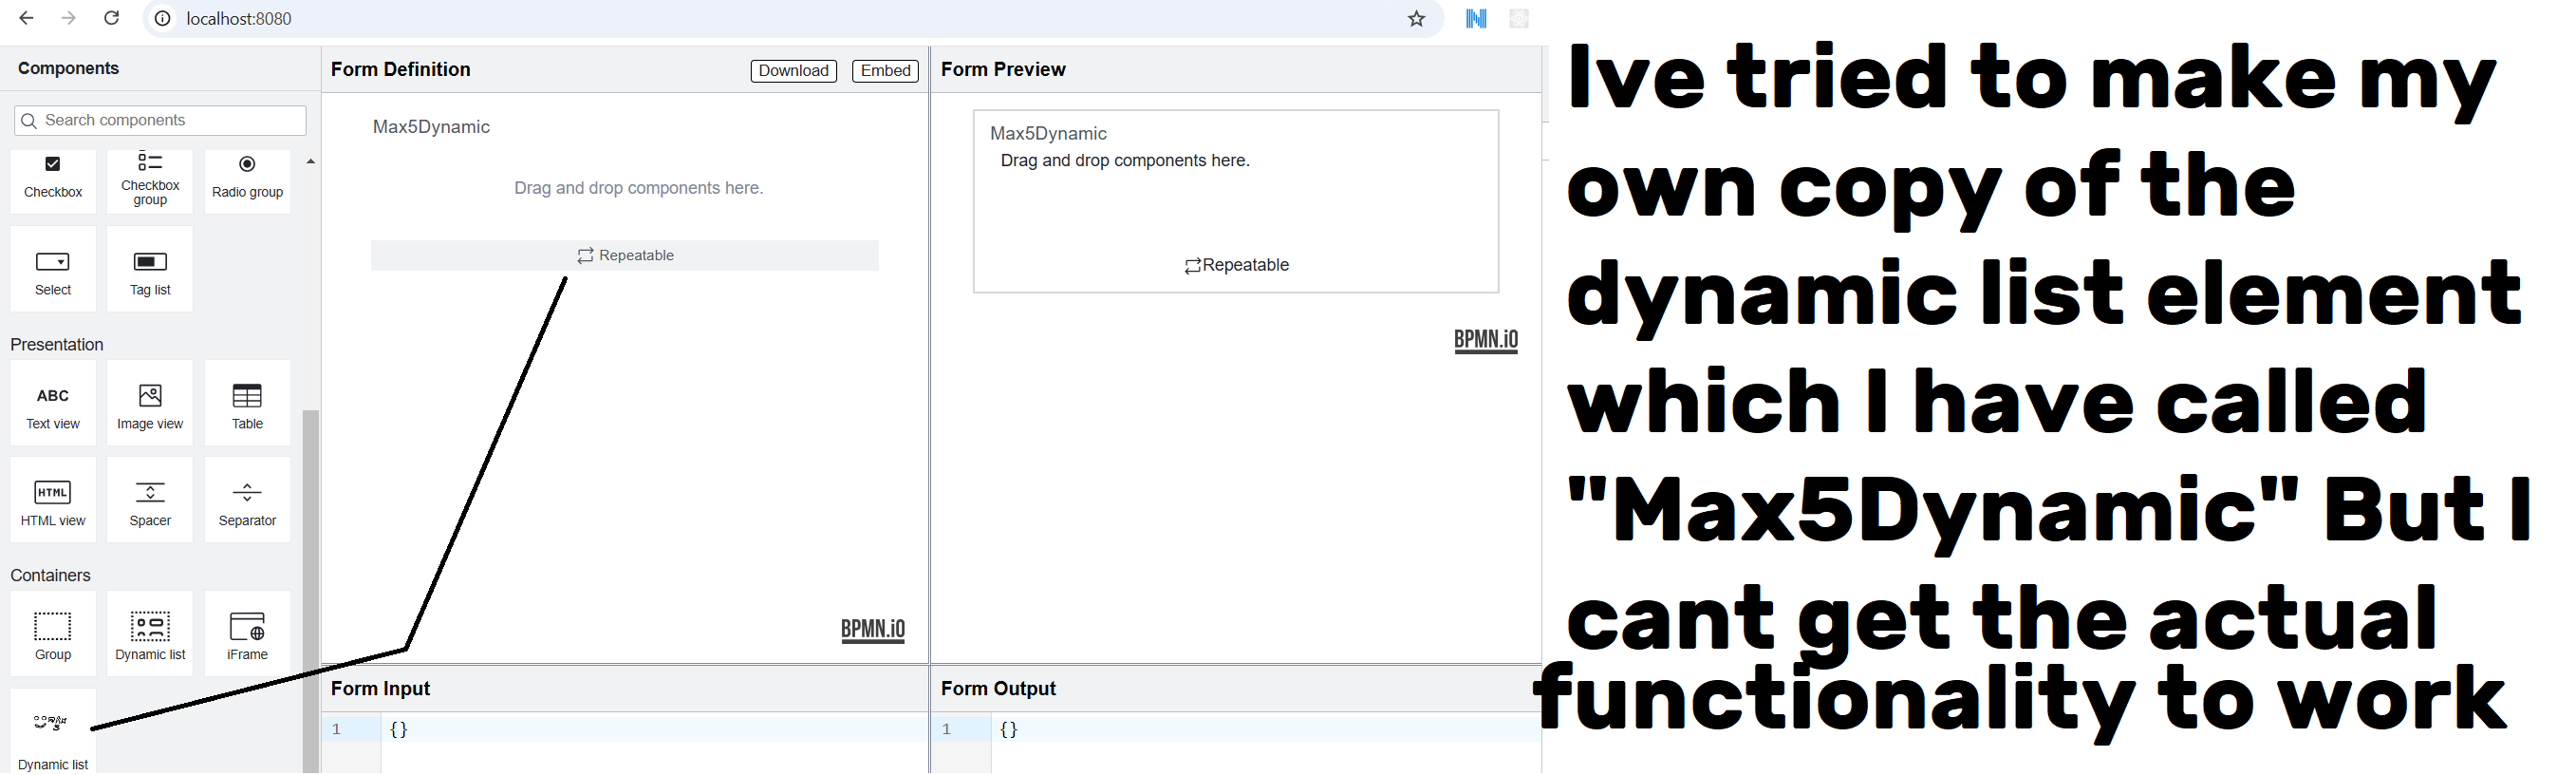 localhost:8080
Components
Search components
Checkbox
Checkbox
group
Radio group
Select
Tag list
Presentation
ABC
Text view
Image view
Table
HTML
HTML view
Spacer
Separator
Containers
Group
Dynamic list
iFrame
Dynamic list
Form Definition
Download
Embed
Max5Dynamic
Drag and drop components here.
Repeatable
BPMN.iO
Form Input
1
{}
Form Preview
Max5Dynamic
Drag and drop components here.
Repeatable
BPMN.iO
Form Output
1
{}
Ive tried to make my
own copy of the
dynamic list element
which I have called
"Max5Dynamic" But I
cant get the actual
functionality to work